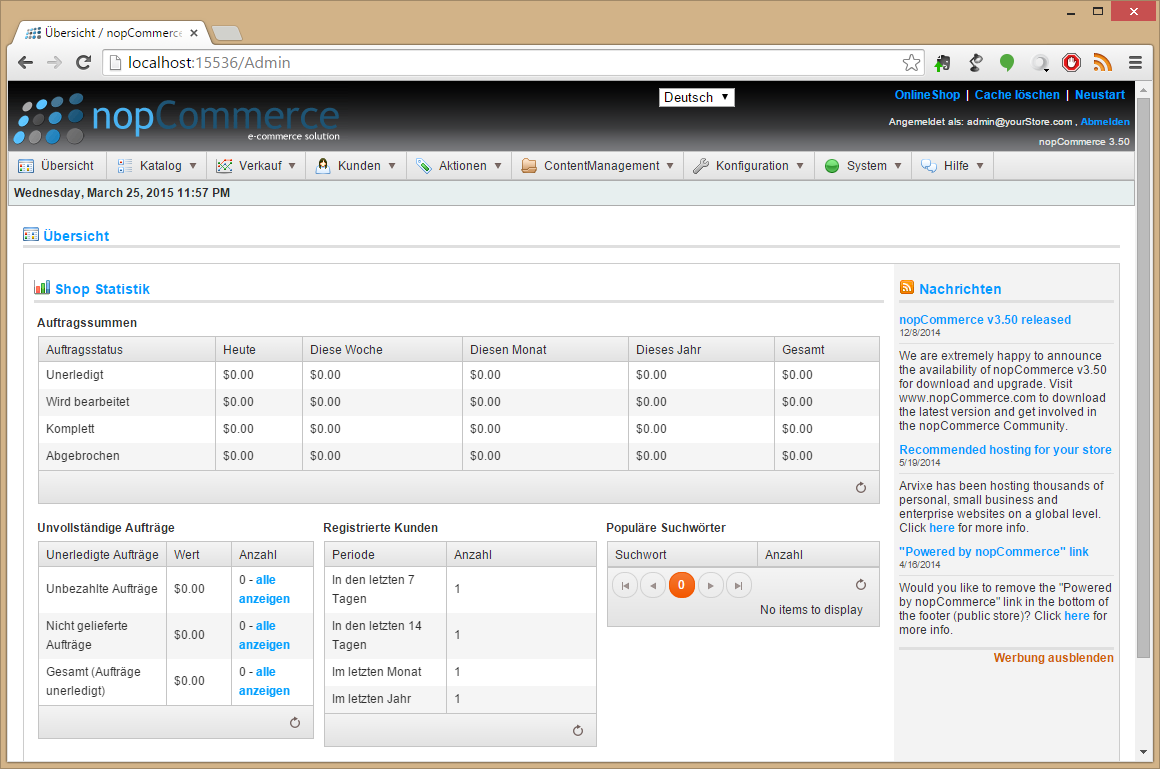 Übersicht / nopCommerce
localhost:15536/Admin
nopCommerce
e-commerce solution
Deutsch
OnlineShop | Cache löschen | Neustart
Angemeldet als: admin@yourStore.com , Abmelden
nopCommerce 3.50
Übersicht Katalog Verkauf Kunden Aktionen ContentManagement Konfiguration System Hilfe
Wednesday, March 25, 2015 11:57 PM
Übersicht
Shop Statistik
Auftragssummen
Auftragsstatus Heute Diese Woche Diesen Monat Dieses Jahr Gesamt
Unerledigt $0.00 $0.00 $0.00 $0.00 $0.00
Wird bearbeitet $0.00 $0.00 $0.00 $0.00 $0.00
Komplett $0.00 $0.00 $0.00 $0.00 $0.00
Abgebrochen $0.00 $0.00 $0.00 $0.00 $0.00
Unvollständige Aufträge
Unerledigte Aufträge Wert Anzahl
Unbezahlte Aufträge $0.00 0 - alle
anzeigen
Nicht gelieferte
Aufträge $0.00 0 - alle
anzeigen
Gesamt (Aufträge
unerledigt) $0.00 0 - alle
anzeigen
Registrierte Kunden
Periode Anzahl
In den letzten 7
Tagen 1
In den letzten 14
Tagen 1
Im letzten Monat 1
Im letzten Jahr 1
Populäre Suchwörter
Suchwort Anzahl
0
No items to display
Nachrichten
nopCommerce v3.50 released
12/8/2014
We are extremely happy to announce
the availability of nopCommerce v3.50
for download and upgrade. Visit
www.nopCommerce.com to download
the latest version and get involved in
the nopCommerce Community.
Recommended hosting for your store
5/19/2014
Arvixe has been hosting thousands of
personal, small business and
enterprise websites on a global level.
Click here for more info.
"Powered by nopCommerce" link
4/16/2014
Would you like to remove the "Powered
by nopCommerce" link in the bottom of
the footer (public store)? Click here for
more info.
Werbung ausblenden